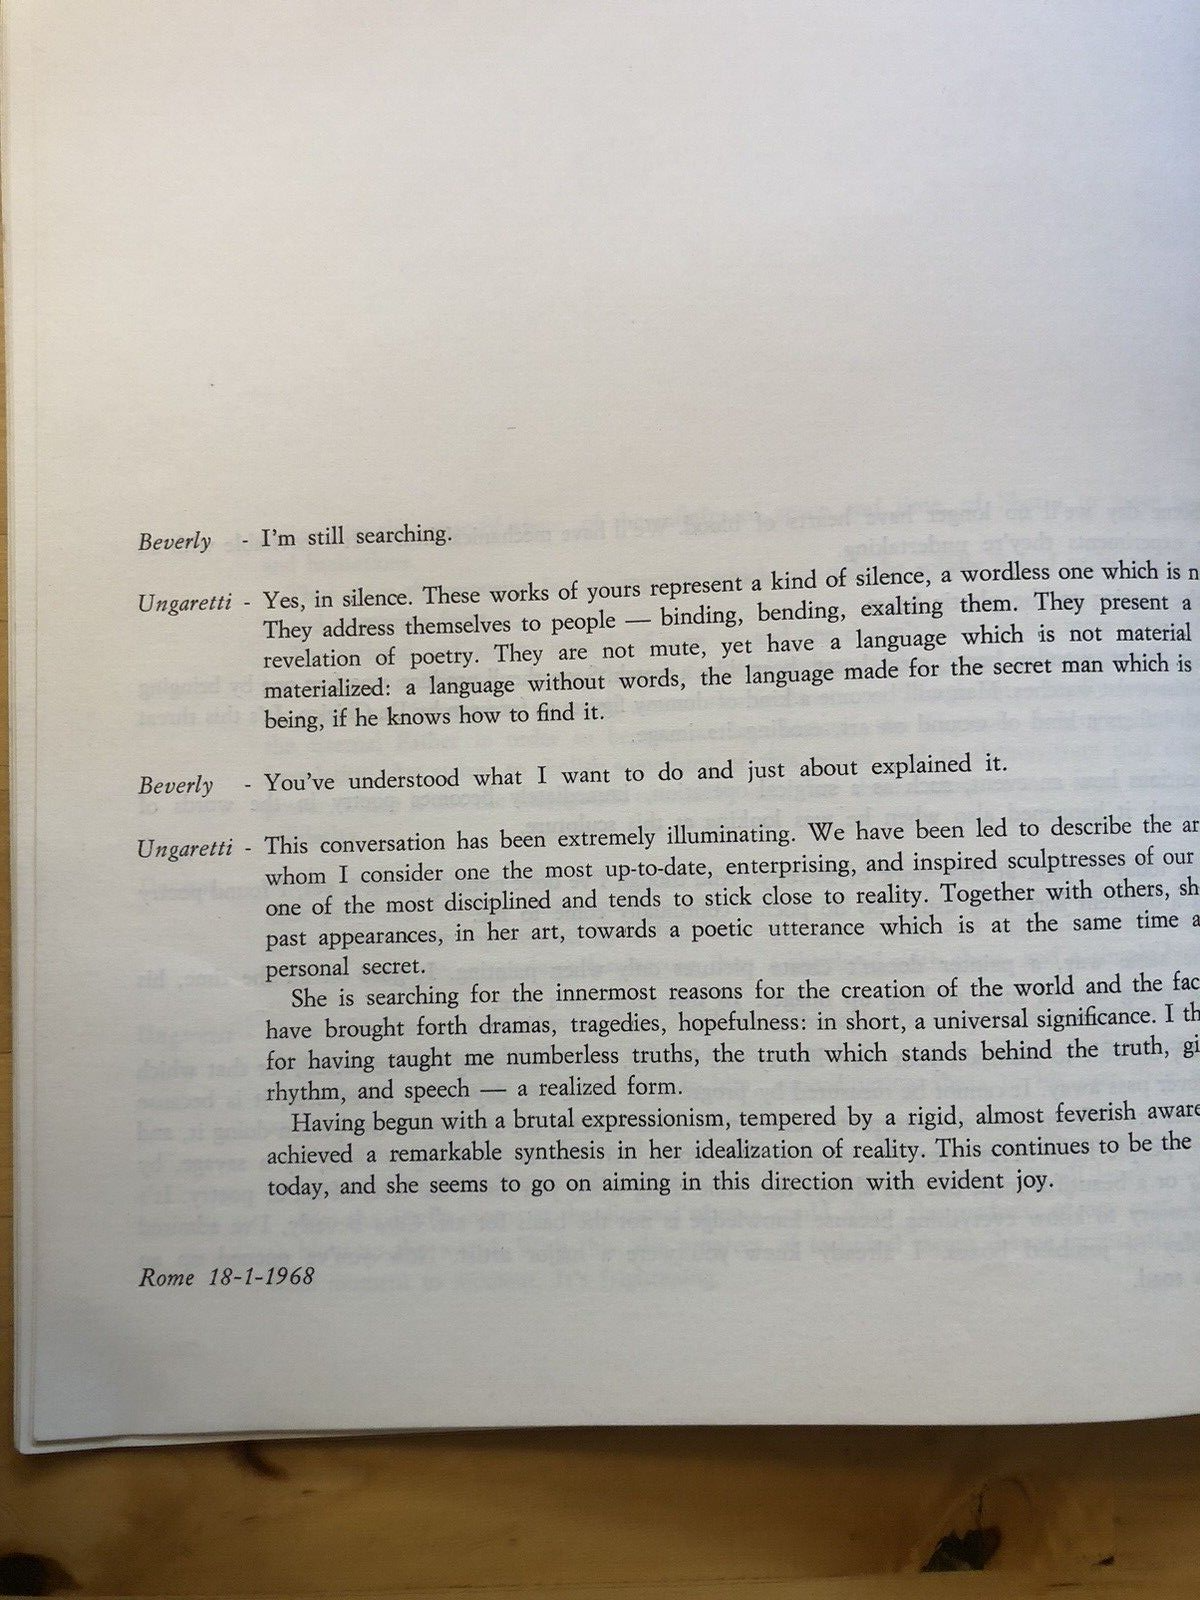 Beverly - I'm still searching.
Ungaretti - Yes, in silence. These works of yours represent a kind of silence, a wordless one which is
They address themselves to people — binding, bending, exalting them. They present a
revelation of poetry. They are not mute, yet have a language which is not material
materialized: a language without words, the language made for the secret man which is
being, if he knows how to find it.
Beverly - You've understood what I want to do and just about explained it.
Ungaretti - This conversation has been extremely illuminating. We have been led to describe the
whom I consider one the most up-to-date, enterprising, and inspired sculptresses of our
one of the most disciplined and tends to stick close to reality. Together with others,
past appearances, in her art, towards a poetic utterance which is at the same time
personal secret.
She is searching for the innermost reasons for the creation of the world and the
have brought forth dramas, tragedies, hopefulness: in short, a universal significance. I
for having taught me numberless truths, the truth which stands behind the truth,
rhythm, and speech — a realized form.
Having begun with a brutal expressionism, tempered by a rigid, almost feverish
achieved a remarkable synthesis in her idealization of reality. This continues to be the
today, and she seems to go on aiming in this direction with evident joy.
Rome 18-1-1968